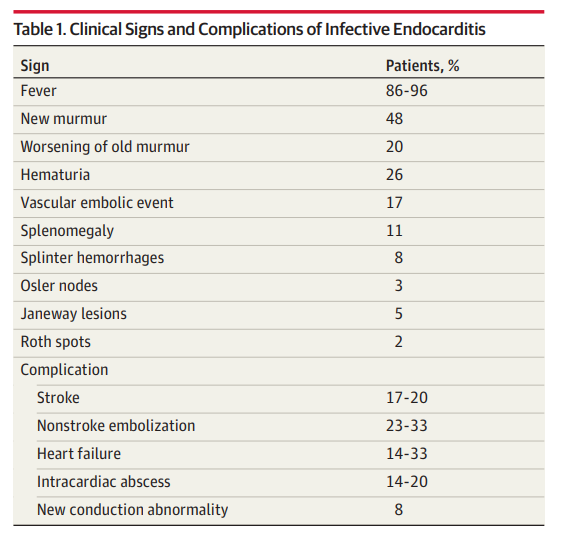 Table 1. Clinical Signs and Complications of Infective Endocarditis
Sign Patients, %
Fever 86-96
New murmur 48
Worsening of old murmur 20
Hematuria 26
Vascular embolic event 17
Splenomegaly 11
Splinter hemorrhages 8
Osler nodes 3
Janeway lesions 5
Roth spots 2
Complication
Stroke 17-20
Nonstroke embolization 23-33
Heart failure 14-33
Intracardiac abscess 14-20
New conduction abnormality 8